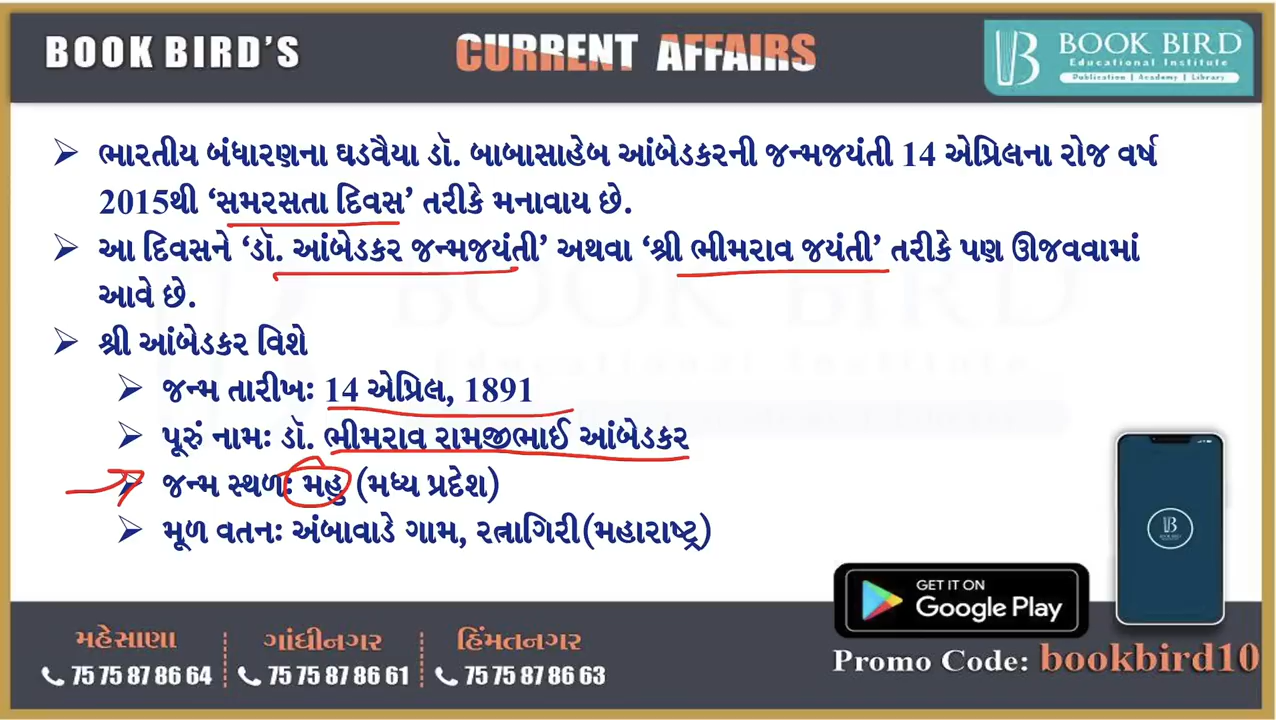 BOOK BIRD'S
CURRENT AFFAIRS
BOOK BIRD
Educational Institute
Publication | Academy | Library
ભારતીય બંધારણના ઘડવૈયા ડૉ. બાબાસાહેબ આંબેડકરની જન્મજયંતી 14 એપ્રિલના રોજ વર્ષ
2015થી ‘સમરસતા દિવસ’ તરીકે મનાવાય છે.
આ દિવસને ‘ડૉ. આંબેડકર જન્મજયંતી’ અથવા ‘શ્રી ભીમરાવ જયંતી’ તરીકે પણ ઊજવવામાં
આવે છે.
શ્રી આંબેડકર વિશે
જન્મ તારીખઃ 14 એપ્રિલ, 1891
પૂરું નામઃ ડૉ. ભીમરાવ રામજીભાઈ આંબેડકર
જન્મ સ્થળઃ મહુ (મધ્ય પ્રદેશ)
મૂળ વતનઃ અંબાવાડે ગામ, રત્નાગિરી(મહારાષ્ટ્ર)
BOOK BIRD
Educational Institute
GET IT ON
Google Play
Promo Code: bookbird10
મહેસાણા
75 75 87 86 64
ગાંધીનગર
75 75 87 86 61
હિંમતનગર
75 75 87 86 63